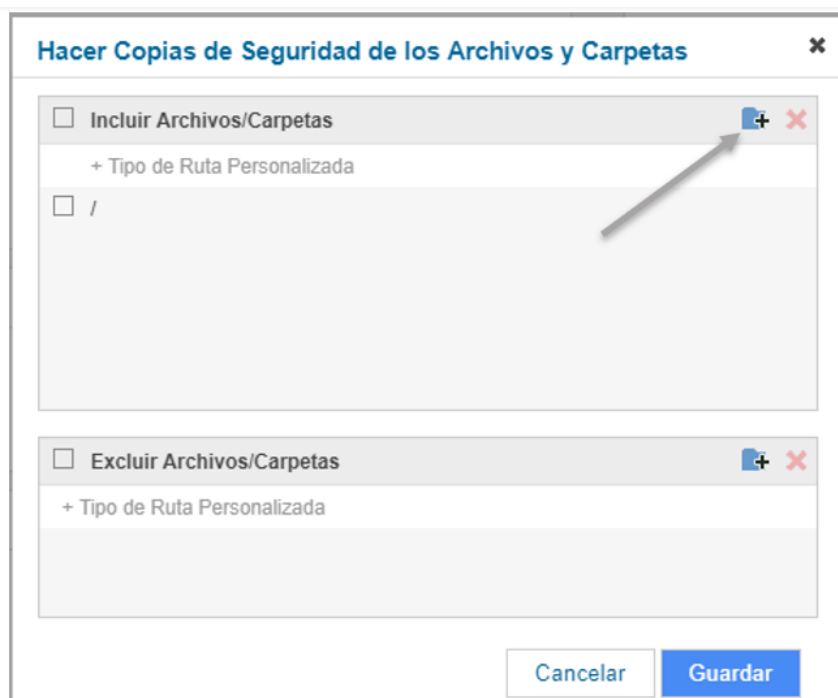 Hacer Copias de Seguridad de los Archivos y Carpetas
Incluir Archivos/Carpetas
+ Tipo de Ruta Personalizada
/
Excluir Archivos/Carpetas
+ Tipo de Ruta Personalizada
Cancelar Guardar